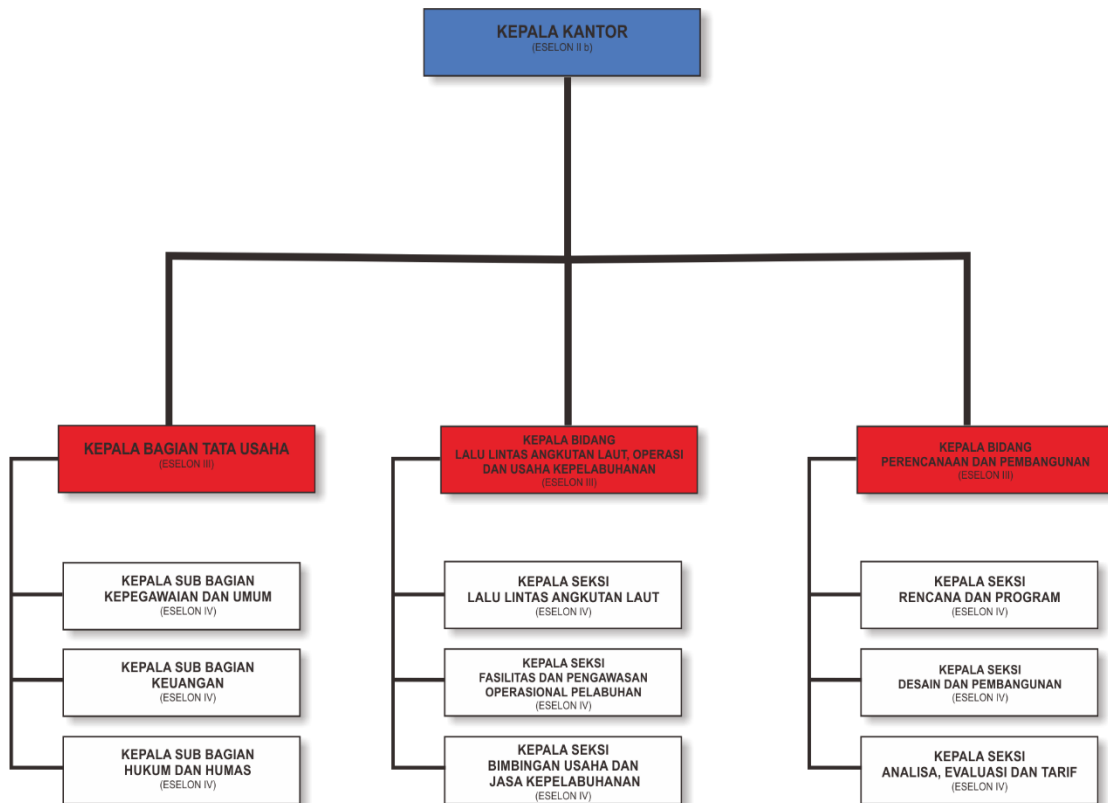 KEPALA KANTOR
(ESELON II b)
KEPALA BAGIAN TATA USAHA
(ESELON III)
KEPALA BIDANG
LALU LINTAS ANGKUTAN LAUT, OPERASI
DAN USAHA KEPELABUHANAN
(ESELON III)
KEPALA BIDANG
PERENCANAAN DAN PEMBANGUNAN
(ESELON III)
KEPALA SUB BAGIAN
KEPEGAWAIAN DAN UMUM
(ESELON IV)
KEPALA SEKSI
LALU LINTAS ANGKUTAN LAUT
(ESELON IV)
KEPALA SEKSI
RENCANA DAN PROGRAM
(ESELON IV)
KEPALA SUB BAGIAN
KEUANGAN
(ESELON IV)
KEPALA SEKSI
FASILITAS DAN PENGAWASAN
OPERASIONAL PELABUHAN
(ESELON IV)
KEPALA SEKSI
DESAIN DAN PEMBANGUNAN
(ESELON IV)
KEPALA SUB BAGIAN
HUKUM DAN HUMAS
(ESELON IV)
KEPALA SEKSI
BIMBINGAN USAHA DAN
JASA KEPELABUHANAN
(ESELON IV)
KEPALA SEKSI
ANALISA, EVALUASI DAN TARIF
(ESELON IV)